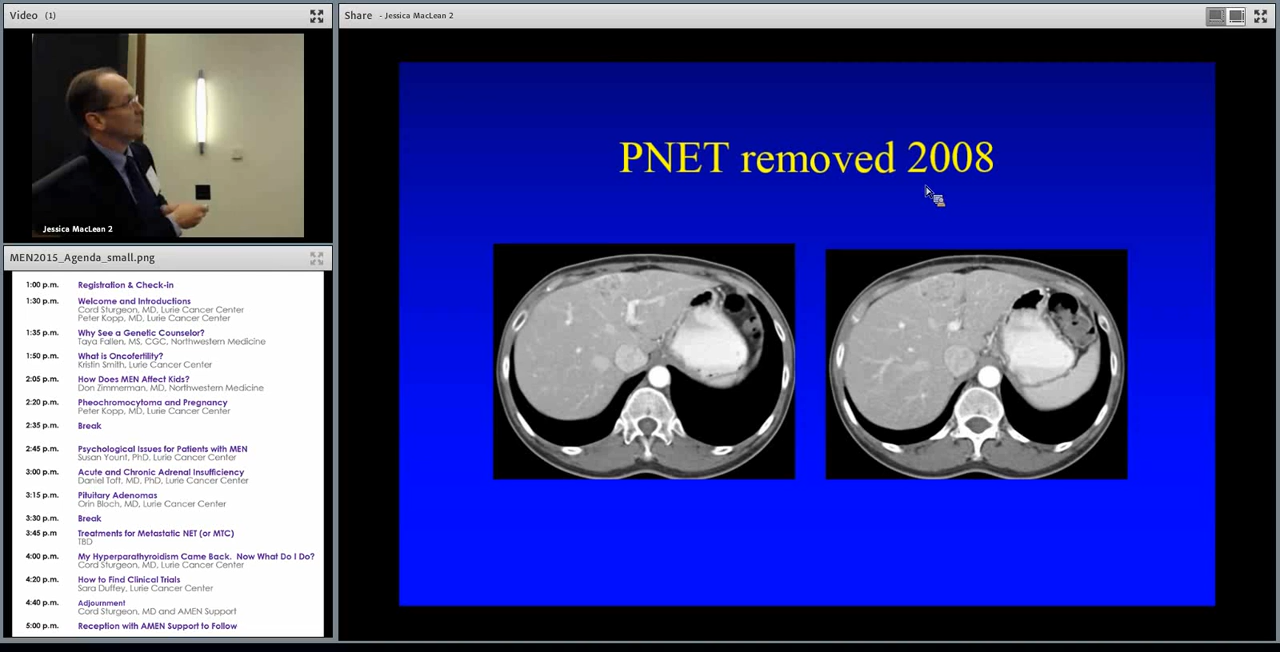 Video (1)
Jessica MacLean 2
MEN2015_Agenda_small.png
1:00 p.m. Registration & Check-in
1:30 p.m. Welcome and Introductions
Cord Sturgeon, MD, Lurie Cancer Center
Peter Kopp, MD, Lurie Cancer Center
1:35 p.m. Why See a Genetic Counselor?
Taya Fallen, MS, CGC, Northwestern Medicine
1:50 p.m. What is Oncofertility?
Kristin Smith, Lurie Cancer Center
2:05 p.m. How Does MEN Affect Kids?
Don Zimmerman, MD, Northwestern Medicine
2:20 p.m. Pheochromocytoma and Pregnancy
Peter Kopp, MD, Lurie Cancer Center
2:35 p.m. Break
2:45 p.m. Psychological Issues for Patients with MEN
Susan Yount, PhD, Lurie Cancer Center
3:00 p.m. Acute and Chronic Adrenal Insufficiency
Daniel Toft, MD, PhD, Lurie Cancer Center
3:15 p.m. Pituitary Adenomas
Orin Bloch, MD, Lurie Cancer Center
3:30 p.m. Break
3:45 p.m Treatments for Metastatic NET (or MTC)
TBD
4:00 p.m. My Hyperparathyroidism Came Back. Now What Do I Do?
Cord Sturgeon, MD, Lurie Cancer Center
4:20 p.m. How to Find Clinical Trials
Sara Duffey, Lurie Cancer Center
4:40 p.m. Adjournment
Cord Sturgeon, MD and AMEN Support
5:00 p.m. Reception with AMEN Support to Follow
Share - Jessica MacLean 2
PNET removed 2008